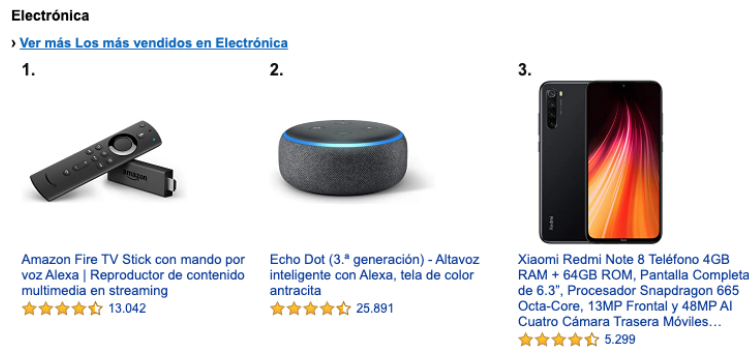 Electrónica
› Ver más Los más vendidos en Electrónica
1.
amazon
Amazon Fire TV Stick con mando por
voz Alexa | Reproductor de contenido
multimedia en streaming
13.042
2.
Echo Dot (3.ª generación) - Altavoz
inteligente con Alexa, tela de color
antracita
25.891
3.
Redmi
Xiaomi Redmi Note 8 Teléfono 4GB
RAM + 64GB ROM, Pantalla Completa
de 6.3”, Procesador Snapdragon 665
Octa-Core, 13MP Frontal y 48MP AI
Cuatro Cámara Trasera Móviles…
5.299